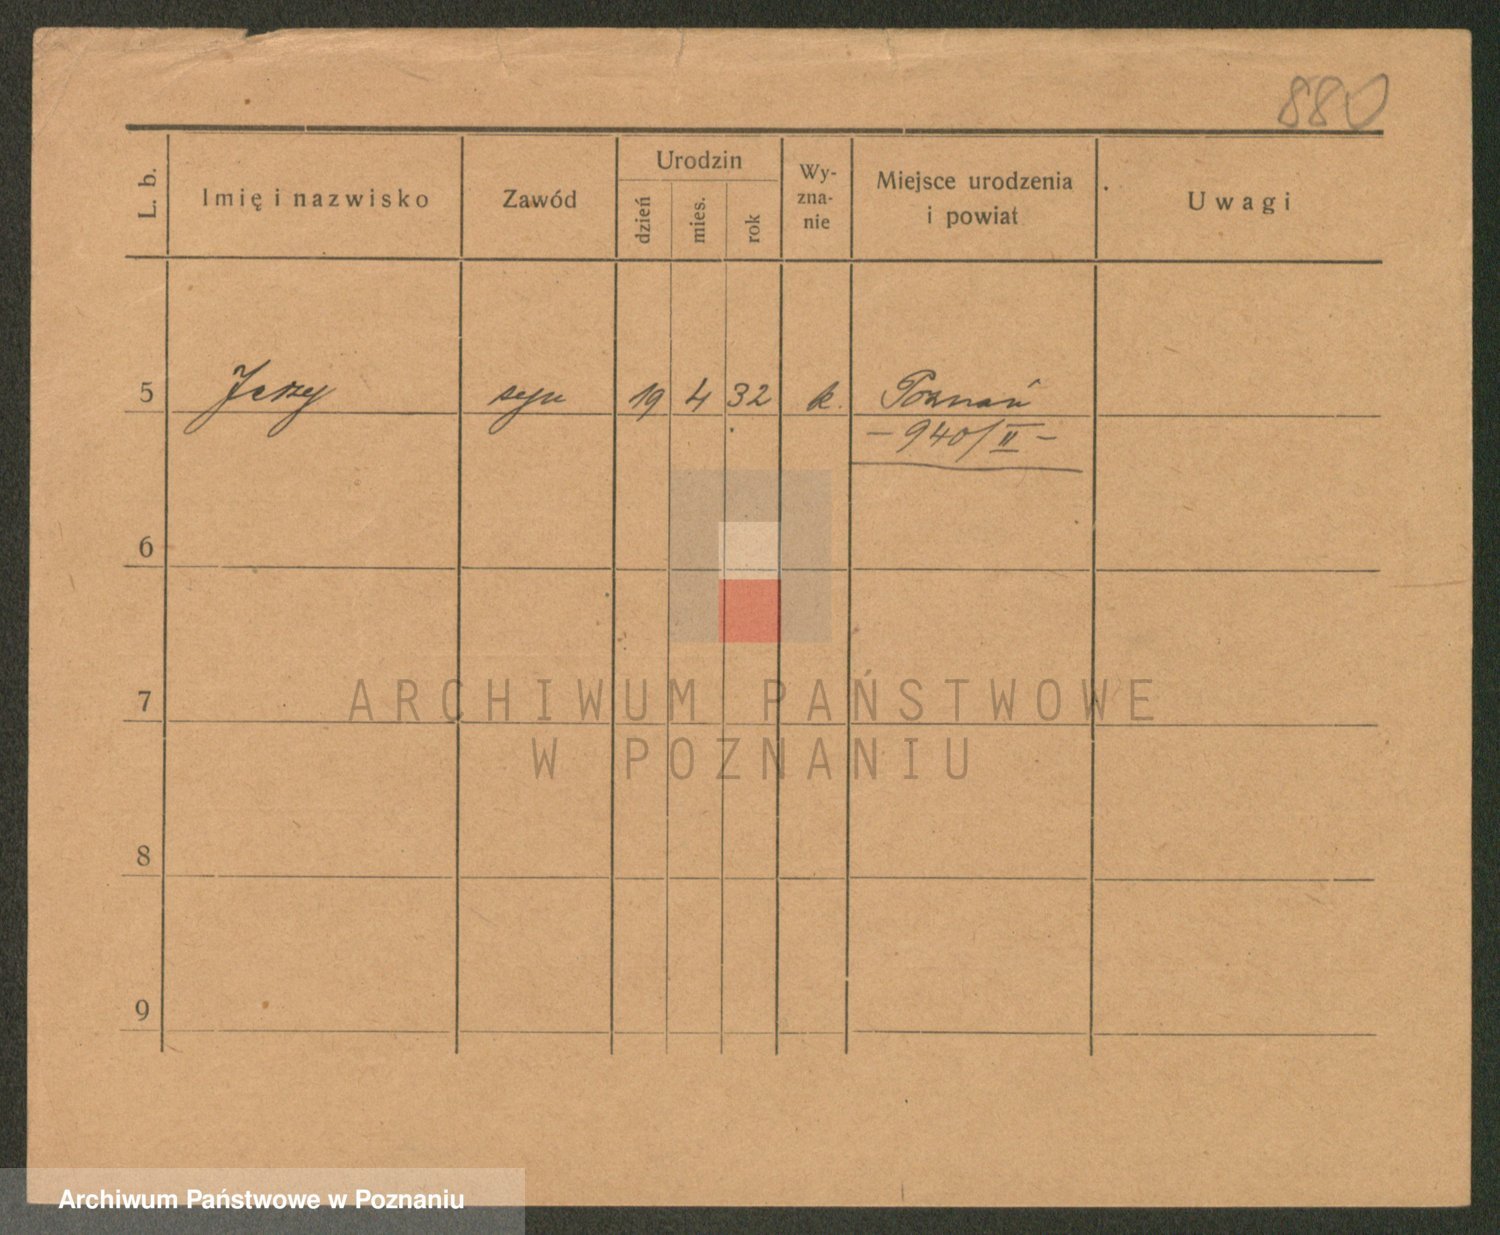 880
L. b.
Imię i nazwisko
Zawód
Urodzin
dzień
mies.
rok
Wy-
zna-
nie
Miejsce urodzenia
i powiat
Uwagi
5 Jerzy syn 19 4 32 k. Poznań
– 940/II –
6
7
8
9
ARCHIWUM PAŃSTWOWE
W POZNANIU
Archiwum Państwowe w Poznaniu